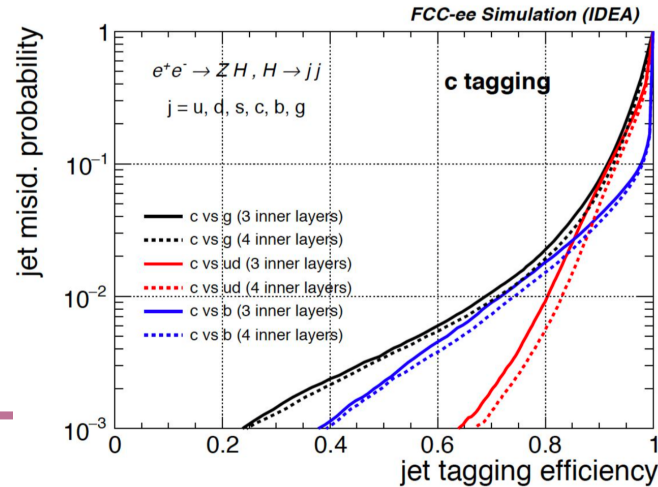 FCC-ee Simulation (IDEA)
e⁺e⁻ → Z H, H → j j
c tagging
j = u, d, s, c, b, g
jet misid. probability
1
10⁻¹
10⁻²
10⁻³
c vs g (3 inner layers)
c vs g (4 inner layers)
c vs ud (3 inner layers)
c vs ud (4 inner layers)
c vs b (3 inner layers)
c vs b (4 inner layers)
0 0.2 0.4 0.6 0.8 1
jet tagging efficiency